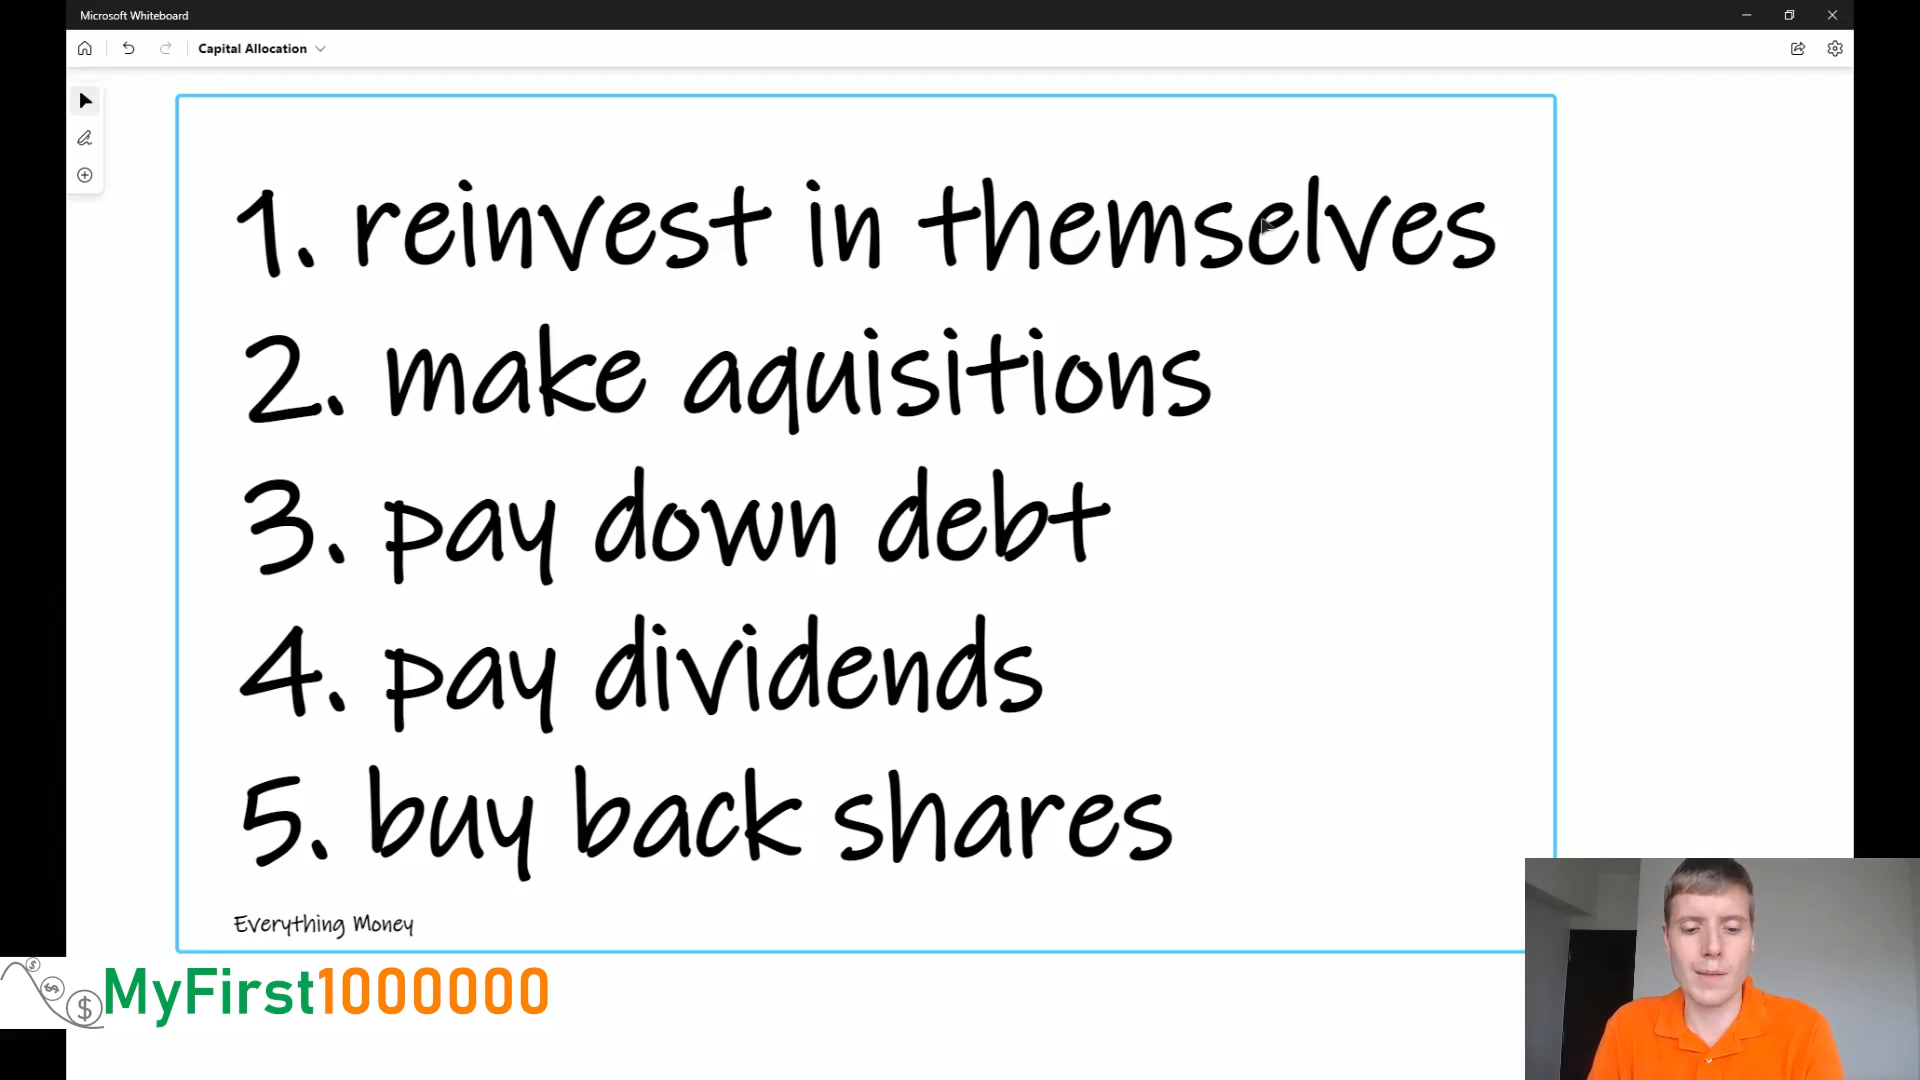 Microsoft Whiteboard
Capital Allocation
1. reinvest in themselves
2. make aquisitions
3. pay down debt
4. pay dividends
5. buy back shares
Everything Money
MyFirst1000000